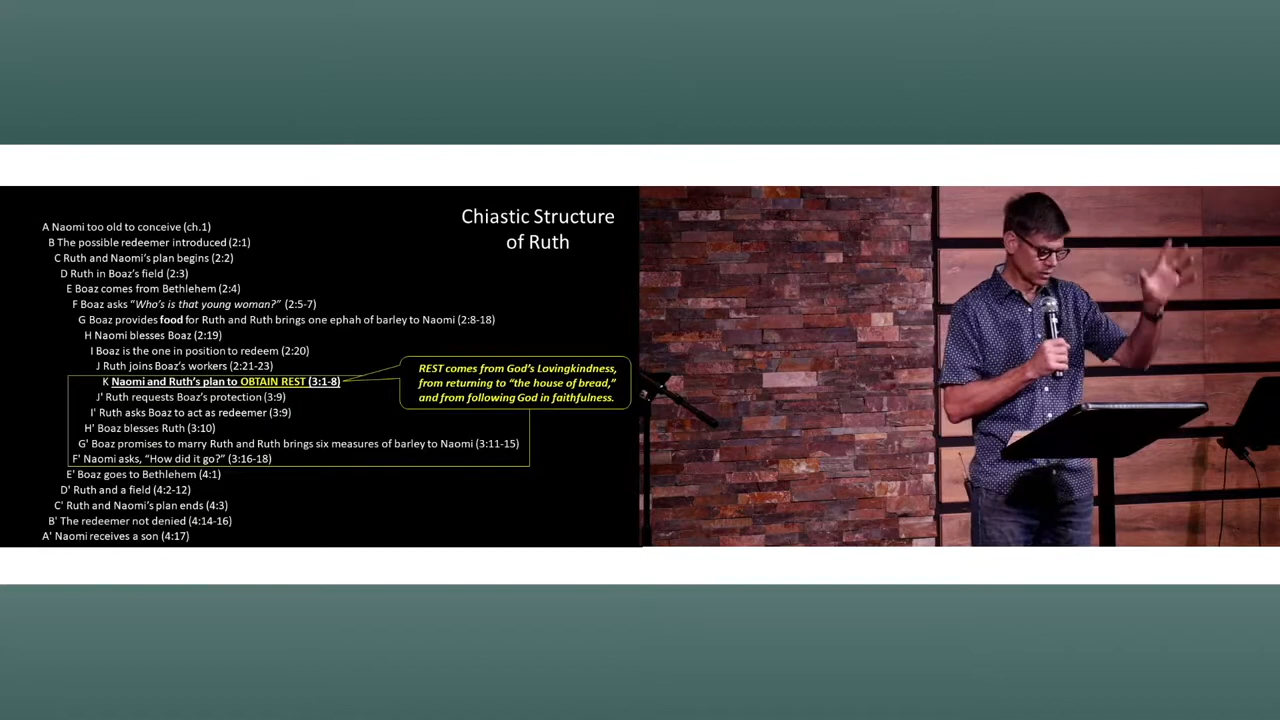 Chiastic Structure
of Ruth
A Naomi too old to conceive (ch.1)
B The possible redeemer introduced (2:1)
C Ruth and Naomi's plan begins (2:2)
D Ruth in Boaz's field (2:3)
E Boaz comes from Bethlehem (2:4)
F Boaz asks "Who's is that young woman?" (2:5-7)
G Boaz provides food for Ruth and Ruth brings one ephah of barley to Naomi (2:8-18)
H Naomi blesses Boaz (2:19)
I Boaz is the one in position to redeem (2:20)
J Ruth joins Boaz's workers (2:21-23)
K Naomi and Ruth's plan to OBTAIN REST (3:1-8)
J' Ruth requests Boaz's protection (3:9)
I' Ruth asks Boaz to act as redeemer (3:9)
H' Boaz blesses Ruth (3:10)
G' Boaz promises to marry Ruth and Ruth brings six measures of barley to Naomi (3:11-15)
F' Naomi asks, "How did it go?" (3:16-18)
E' Boaz goes to Bethlehem (4:1)
D' Ruth and a field (4:2-12)
C' Ruth and Naomi's plan ends (4:3)
B' The redeemer not denied (4:14-16)
A' Naomi receives a son (4:17)
REST comes from God's Lovingkindness,
from returning to "the house of bread,"
and from following God in faithfulness.